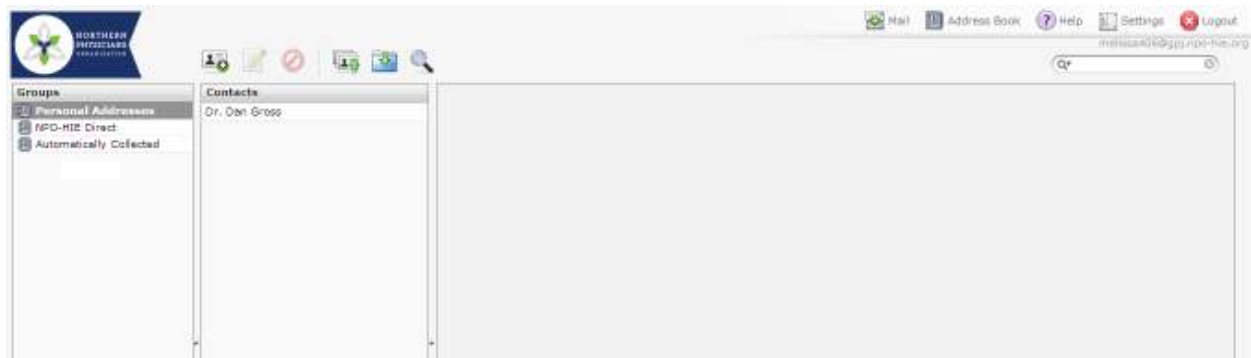 NORTHERN
PHYSICIANS
ORGANISATION
Mail Address Book Help Settings Logout
Groups
Personal Addresses
NPO-HIE Direct
Automatically Collected
Contacts
Dr. Dan Gross